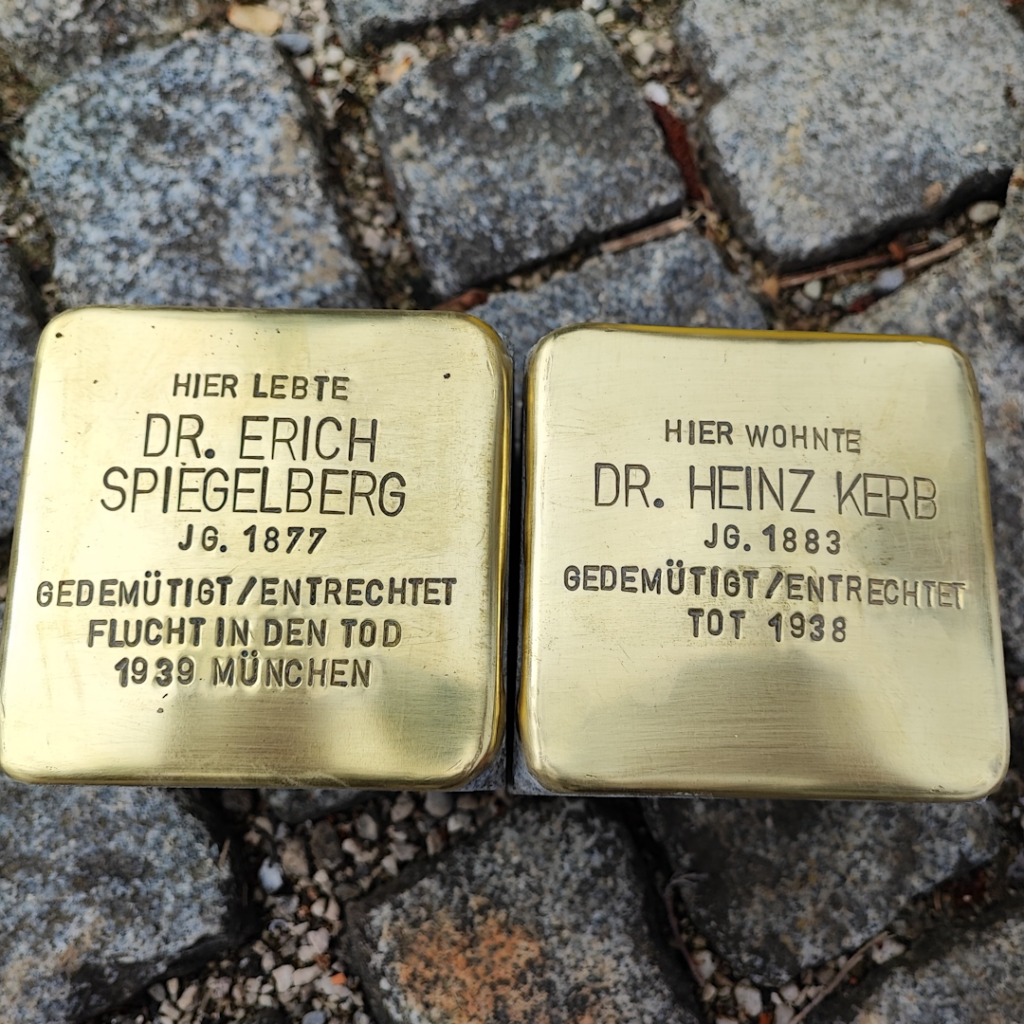 HIER LEBTE
DR. ERICH
SPIEGELBERG
JG. 1877
GEDEMÜTIGT/ENTRECHTET
FLUCHT IN DEN TOD
1939 MÜNCHEN
HIER WOHNTE
DR. HEINZ KERB
JG. 1883
GEDEMÜTIGT/ENTRECHTET
TOT 1938